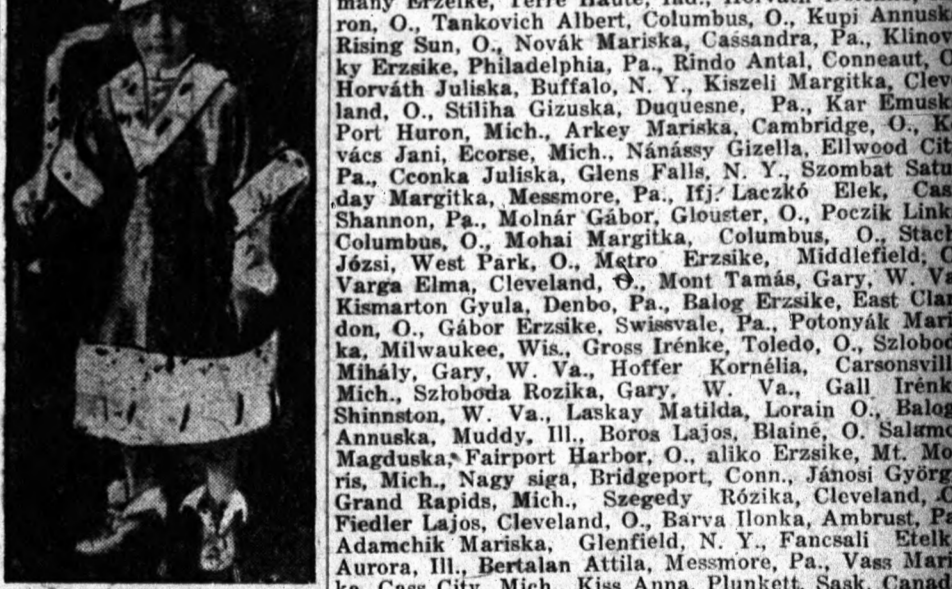 ron, O., Tankovich Albert, Columbus, O., Kupi Annusk
Rising Sun, O., Novák Mariska, Cassandra, Pa., Klinov
ky Erzsike, Philadelphia, Pa., Rindo Antal, Conneaut,
Horváth Juliska, Buffalo, N. Y., Kiszeli Margitka, Clev
land, O., Stiliha Gizuska, Duquesne, Pa., Kar Emusk
Port Huron, Mich., Arkey Mariska, Cambridge, O., K
vács Jani, Ecorse, Mich., Nánássy Gizella, Ellwood Cit
Pa., Cconka Juliska, Glens Falls, N. Y., Szombat Satu
day Margitka, Messmore, Pa., Ifj. Laczkó Elek, Ca
Shannon, Pa., Molnár Gábor, Glouster, O., Poczik Link
Columbus, O., Mohai Margitka, Columbus, O., Stach
Józsi, West Park, O., Metro Erzsike, Middlefield,
Varga Elma, Cleveland, O., Mont Tamás, Gary, W. Va
Kismarton Gyula, Denbo, Pa., Balog Erzsike, East Cla
don, O., Gábor Erzsike, Swissvale, Pa., Potonyák Mari
ka, Milwaukee, Wis., Gross Irénke, Toledo, O., Szlobod
Mihály, Gary, W. Va., Hoffer Kornélia, Carsonsvil
Mich., Szloboda Rozika, Gary, W. Va., Gall Irénk
Shinnston, W. Va., Laskay Matilda, Lorain O., Balo
Annuska, Muddy, Ill., Boros Lajos, Blaine, O. Salamo
Magduska, Fairport Harbor, O., aliko Erzsike, Mt. Mo
ris, Mich., Nagy siga, Bridgeport, Conn., Jánosi Györg
Grand Rapids, Mich., Szegedy Rózika, Cleveland,
Fiedler Lajos, Cleveland, O., Barva Ilonka, Ambrust, P
Adamchik Mariska, Glenfield, N. Y., Fancsali Etelk
Aurora, Ill., Bertalan Attila, Messmore, Pa., Vass Mari
ka, Cass City, Mich., Kiss Anna, Plunkett, Sask, Canad